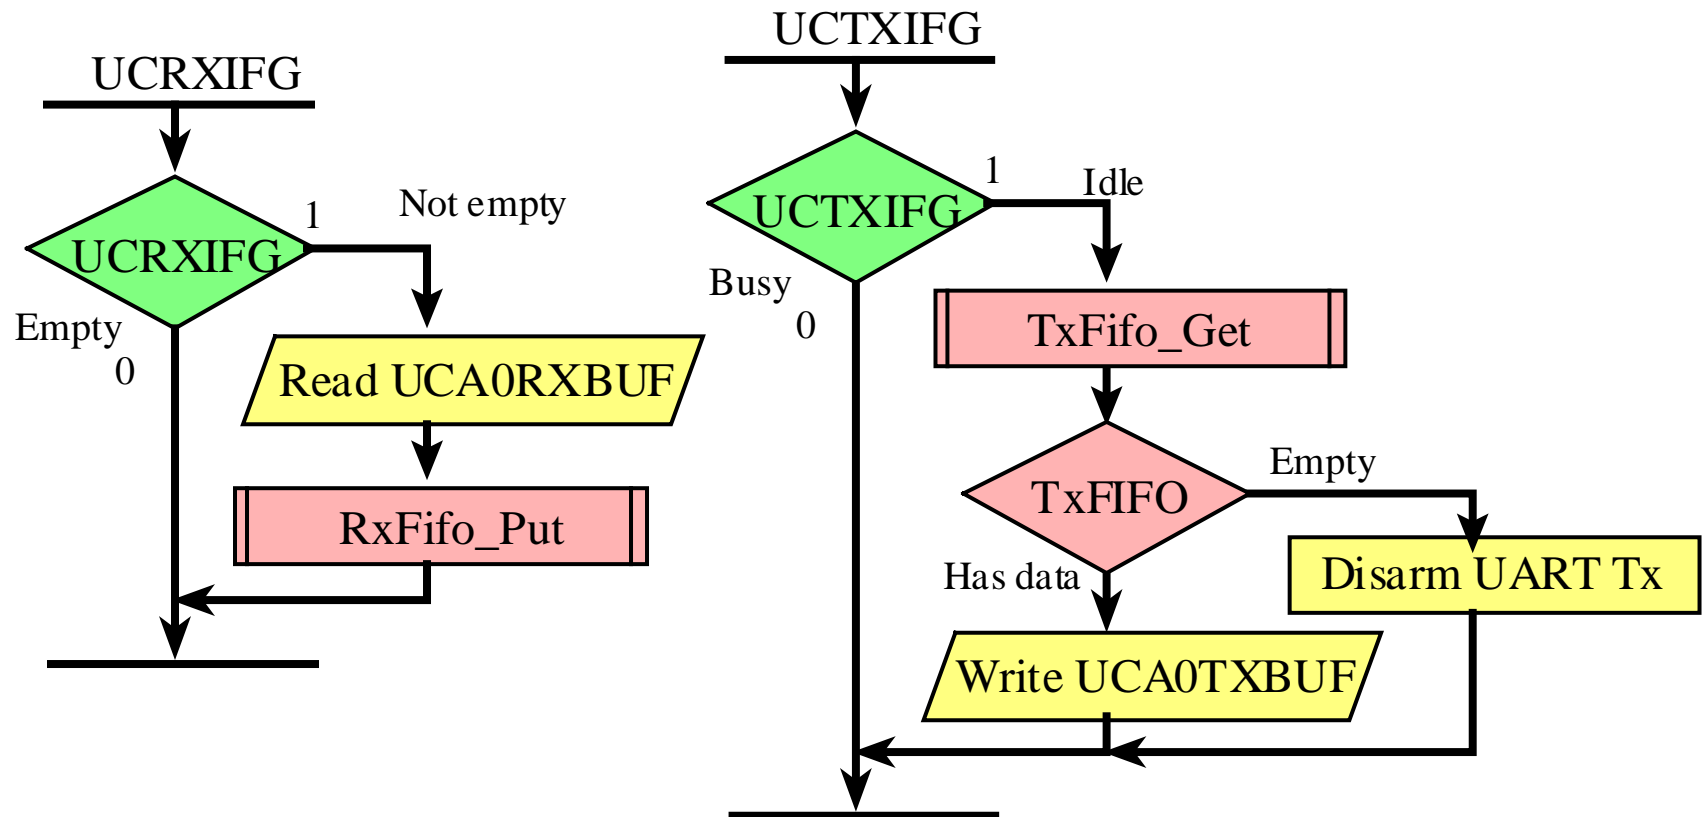 UCRXIFG
UCRXIFG
1
Not empty
Empty
0
Read UCA0RXBUF
RxFifo_Put
UCTXIFG
UCTXIFG
1
Idle
Busy
0
TxFifo_Get
TxFIFO
Empty
Has data
Disarm UART Tx
Write UCA0TXBUF